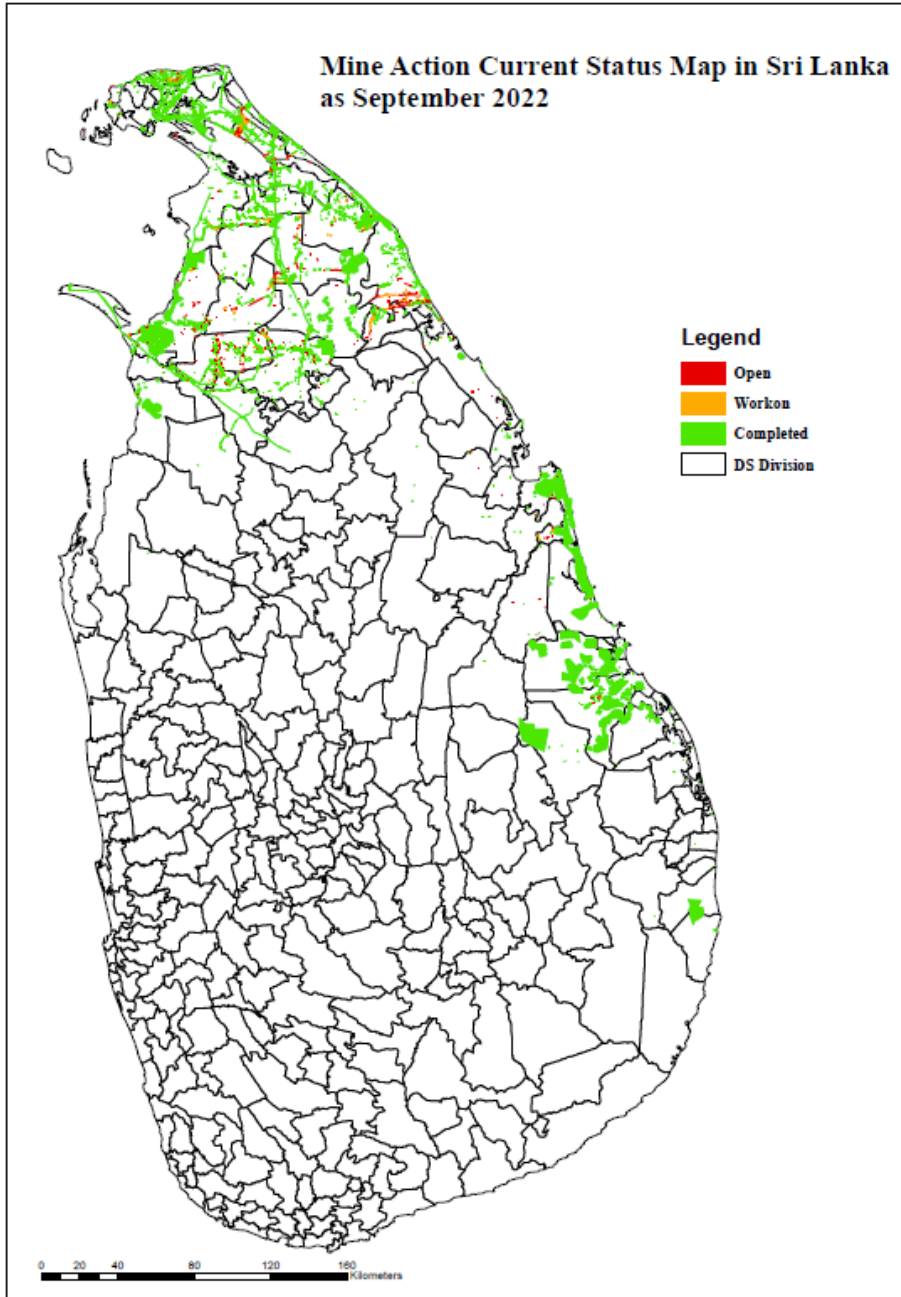 Mine Action Current Status Map in Sri Lanka
as September 2022
Legend
Open
Workon
Completed
DS Division
0 20 40 80 120 160
Kilometers